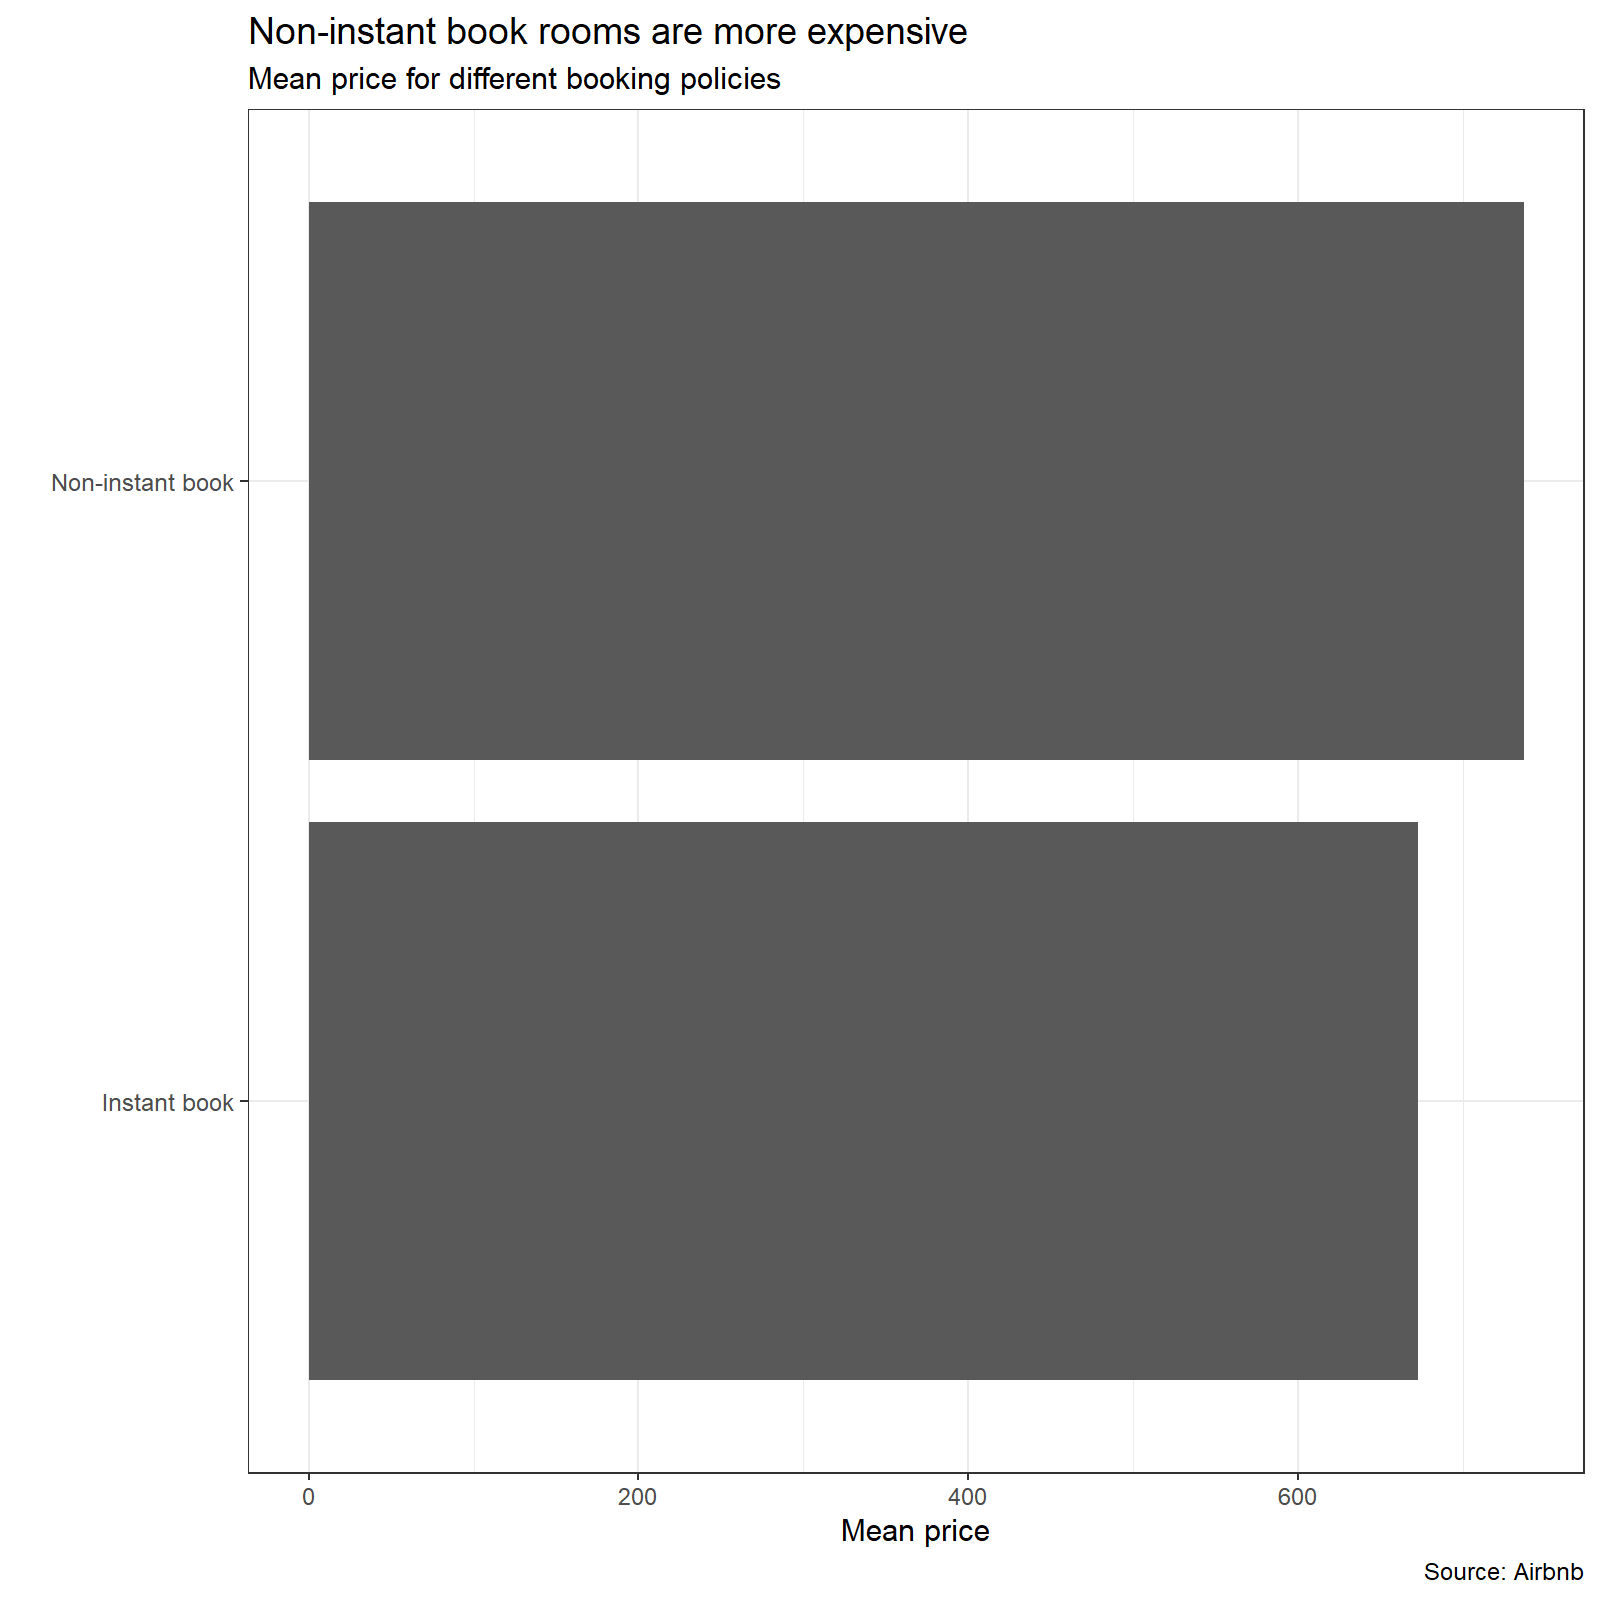 Non-instant book rooms are more expensive
Mean price for different booking policies
Non-instant book
Instant book
0 200 400 600
Mean price
Source: Airbnb